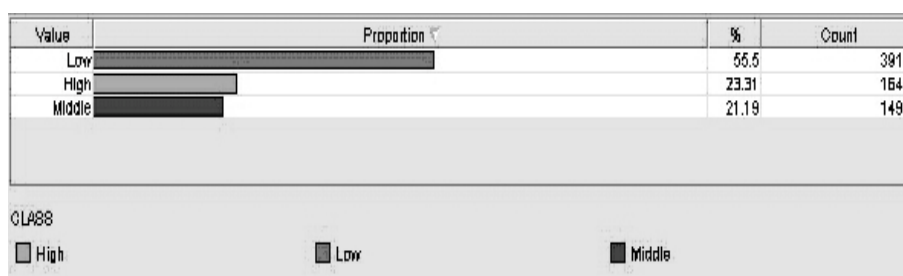 Value Proportion % Count
Low 55.5 391
High 23.31 164
Middle 21.19 149
CLASS
High Low Middle